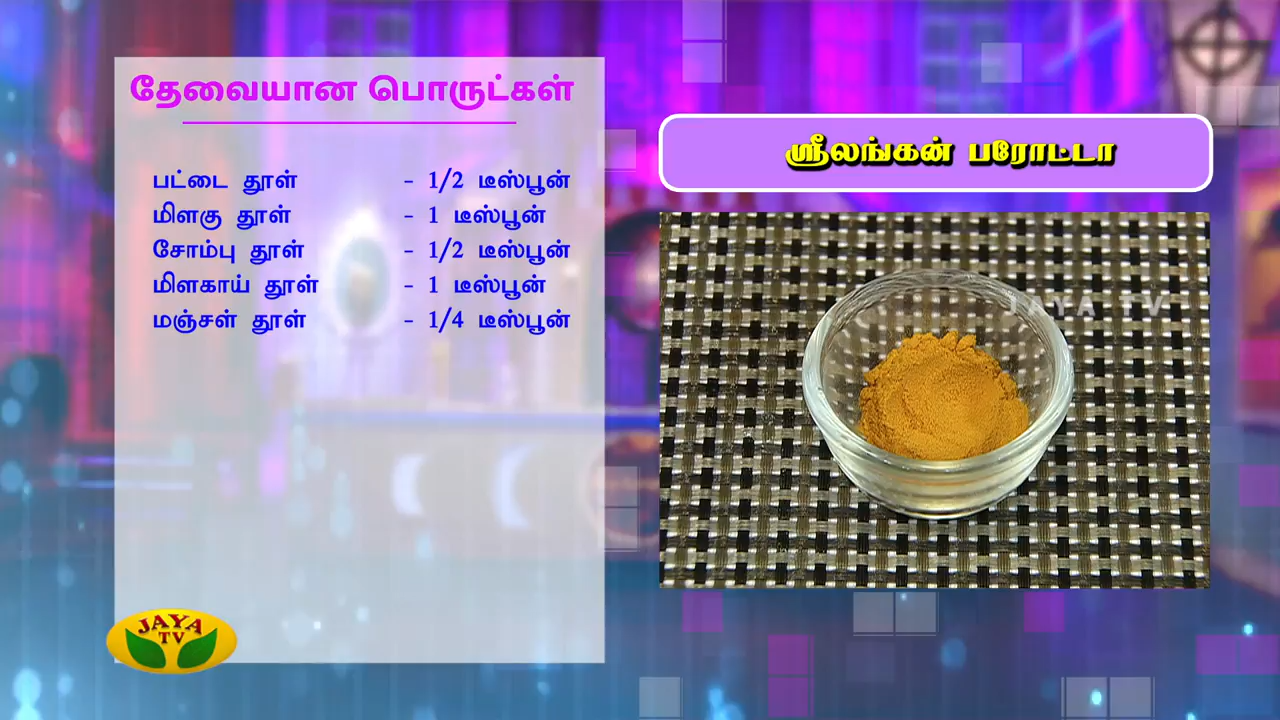 தேவையான பொருட்கள்
பட்டை தூள் - 1/2 டீஸ்பூன்
மிளகு தூள் - 1 டீஸ்பூன்
சோம்பு தூள் - 1/2 டீஸ்பூன்
மிளகாய் தூள் - 1 டீஸ்பூன்
மஞ்சள் தூள் - 1/4 டீஸ்பூன்
ஸ்ரீலங்கன் பரோட்டா
JAYA TV
JAYA
TV